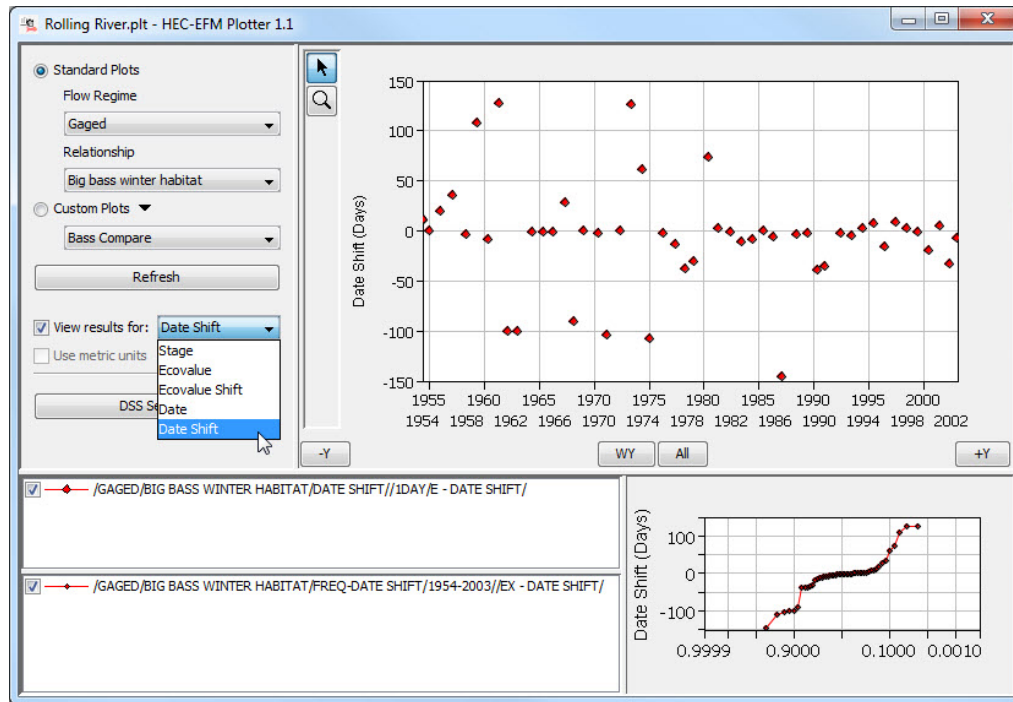 Rolling River.plt - HEC-EFM Plotter 1.1
Standard Plots
Flow Regime
Gaged
Relationship
Big bass winter habitat
Custom Plots
Bass Compare
Refresh
View results for: Date Shift
Use metric units
Stage
Ecovalue
Ecovalue Shift
Date
Date Shift
DSS Se
Date Shift (Days)
150
100
50
0
-50
-100
-150
1955 1960 1965 1970 1975 1980 1985 1990 1995 2000
1954 1958 1962 1966 1970 1974 1978 1982 1986 1990 1994 1998 2002
-Y WY All +Y
/GAGED/BIG BASS WINTER HABITAT/DATE SHIFT//1DAY/E - DATE SHIFT/
/GAGED/BIG BASS WINTER HABITAT/FREQ-DATE SHIFT/1954-2003//EX - DATE SHIFT/
Date Shift (Days)
100
0
-100
0.9999 0.9000 0.1000 0.0010